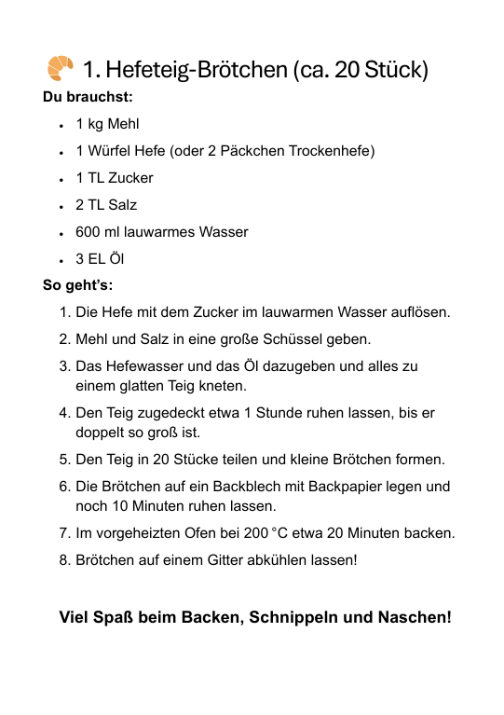 1. Hefeteig-Brötchen (ca. 20 Stück)
Du brauchst:
• 1 kg Mehl
• 1 Würfel Hefe (oder 2 Päckchen Trockenhefe)
• 1 TL Zucker
• 2 TL Salz
• 600 ml lauwarmes Wasser
• 3 EL Öl
So geht’s:
1. Die Hefe mit dem Zucker im lauwarmen Wasser auflösen.
2. Mehl und Salz in eine große Schüssel geben.
3. Das Hefewasser und das Öl dazugeben und alles zu
einem glatten Teig kneten.
4. Den Teig zugedeckt etwa 1 Stunde ruhen lassen, bis er
doppelt so groß ist.
5. Den Teig in 20 Stücke teilen und kleine Brötchen formen.
6. Die Brötchen auf ein Backblech mit Backpapier legen und
noch 10 Minuten ruhen lassen.
7. Im vorgeheizten Ofen bei 200 °C etwa 20 Minuten backen.
8. Brötchen auf einem Gitter abkühlen lassen!
Viel Spaß beim Backen, Schnippeln und Naschen!